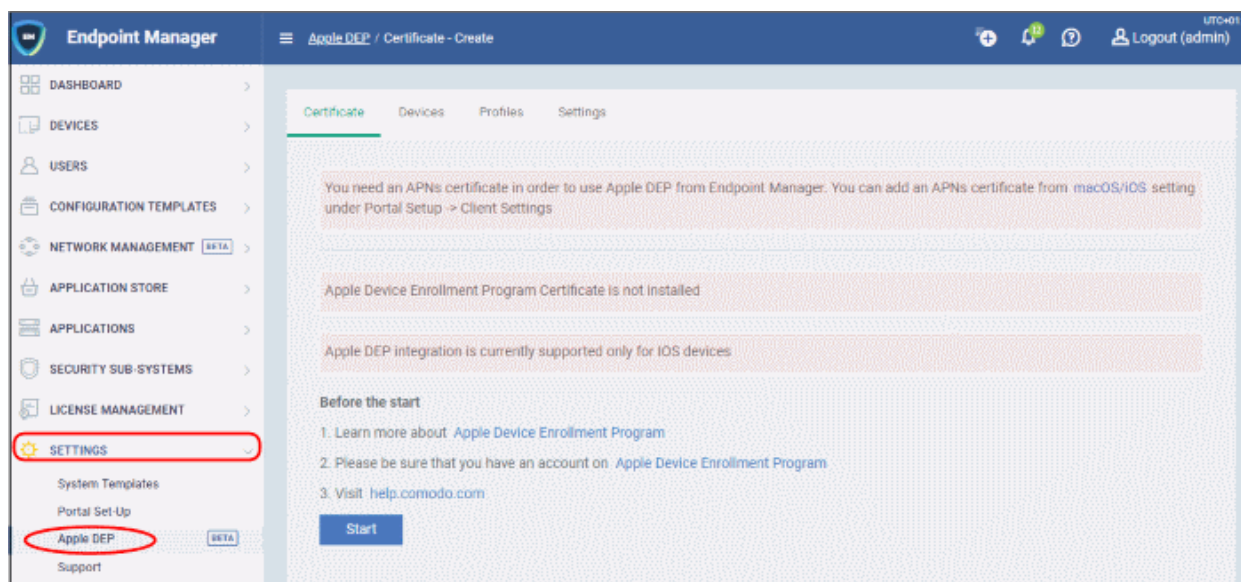 UTC+01
Endpoint Manager
Apple DEP / Certificate - Create
12
Logout (admin)
DASHBOARD
DEVICES
USERS
CONFIGURATION TEMPLATES
NETWORK MANAGEMENT BETA
APPLICATION STORE
APPLICATIONS
SECURITY SUB-SYSTEMS
LICENSE MANAGEMENT
SETTINGS
System Templates
Portal Set-Up
Apple DEP BETA
Support
Certificate Devices Profiles Settings
You need an APNs certificate in order to use Apple DEP from Endpoint Manager. You can add an APNs certificate from macOS/iOS setting
under Portal Setup -> Client Settings
Apple Device Enrollment Program Certificate is not installed
Apple DEP integration is currently supported only for IOS devices
Before the start
1. Learn more about Apple Device Enrollment Program
2. Please be sure that you have an account on Apple Device Enrollment Program
3. Visit help.comodo.com
Start